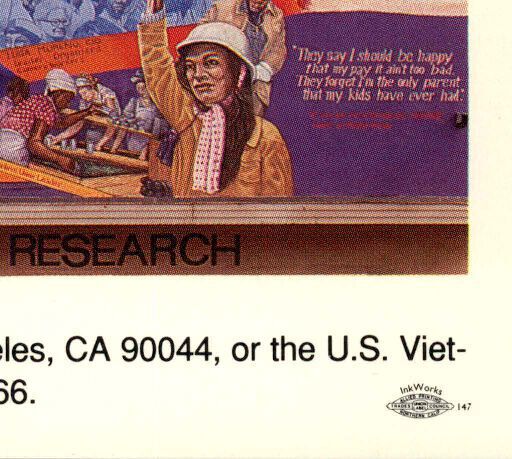 "They say I should be happy
that my pay it ain't too bad.
They forget I'm the only parent
that my kids have ever had."
RESEARCH
eles, CA 90044, or the U.S. Viet-
66.
InkWorks
ALLIED PRINTING
TRADES UNION LABEL COUNCIL
NORTHERN CALIF
147